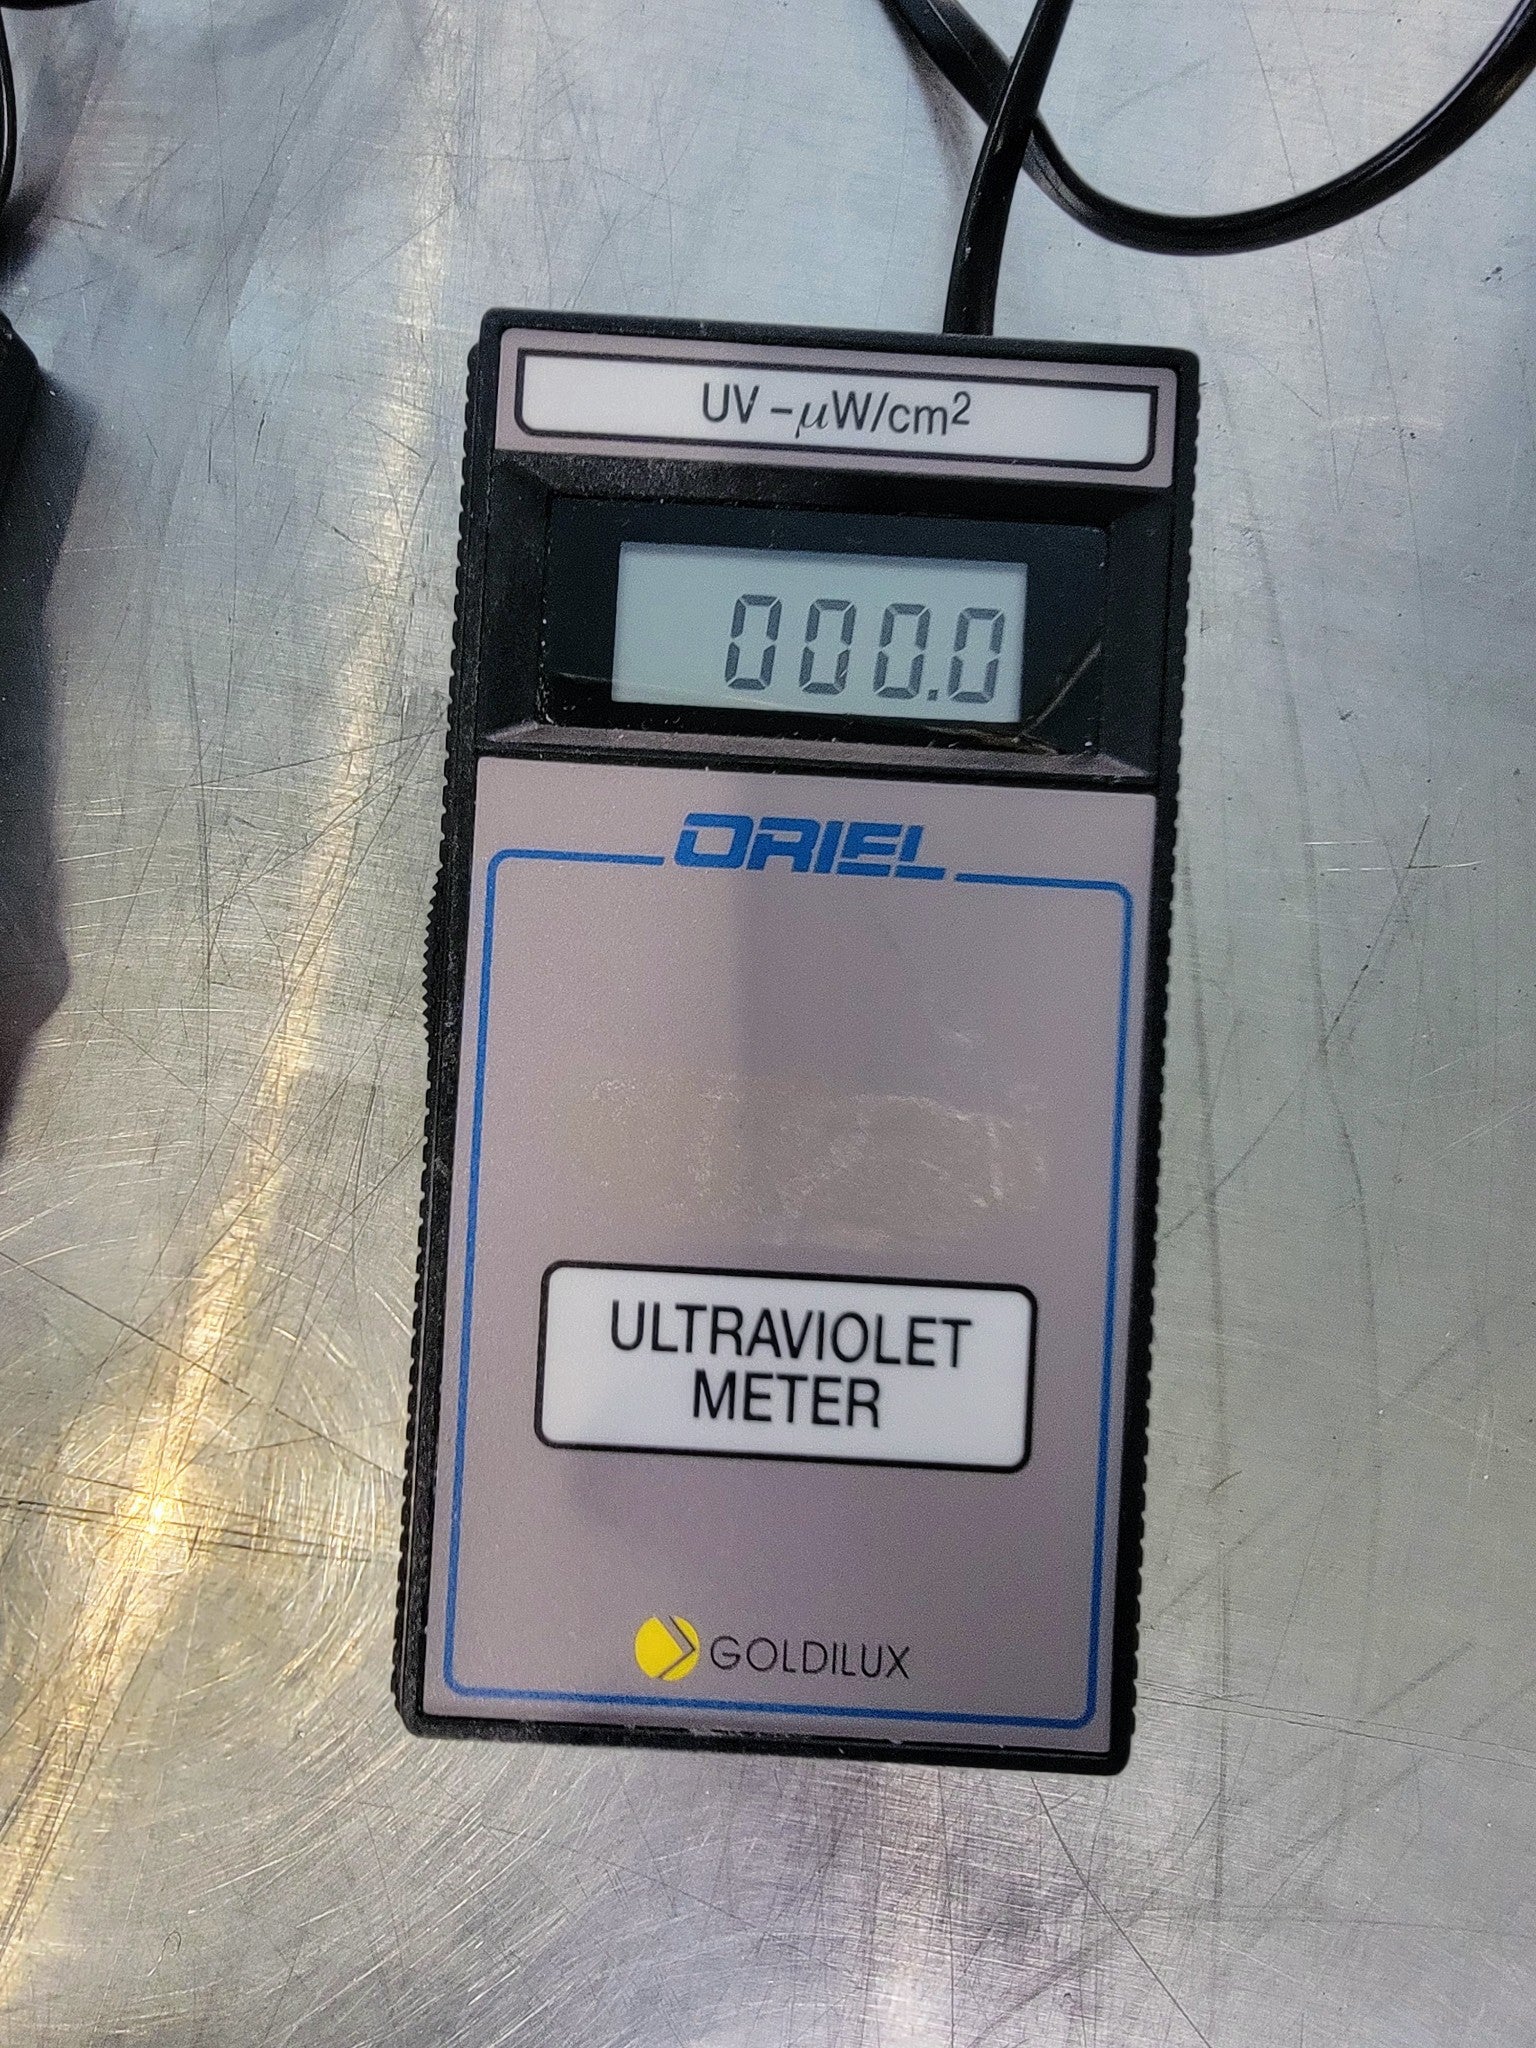 UV-μW/cm²
000.0
ORIEL
ULTRAVIOLET
METER
GOLDILUX